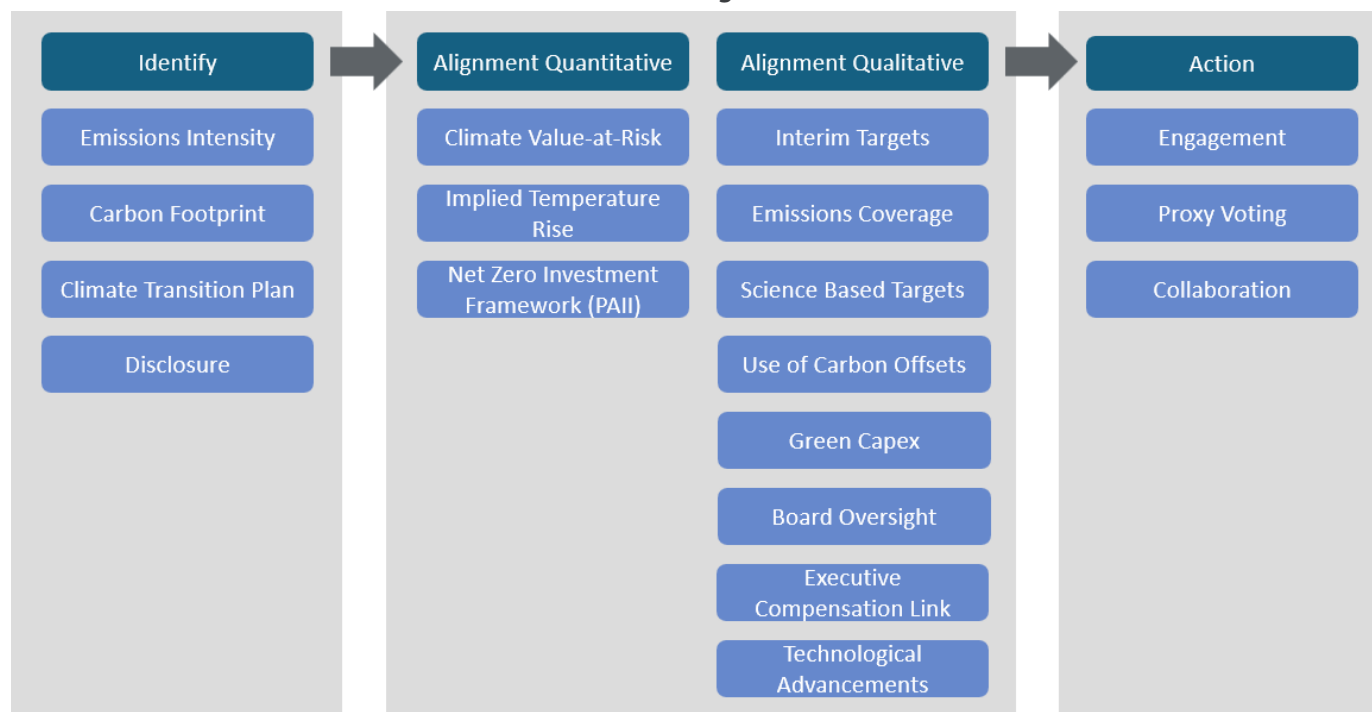 Identify
Emissions Intensity
Carbon Footprint
Climate Transition Plan
Disclosure
Alignment Quantitative
Climate Value-at-Risk
Implied Temperature
Rise
Net Zero Investment
Framework (PAII)
Alignment Qualitative
Interim Targets
Emissions Coverage
Science Based Targets
Use of Carbon Offsets
Green Capex
Board Oversight
Executive
Compensation Link
Technological
Advancements
Action
Engagement
Proxy Voting
Collaboration